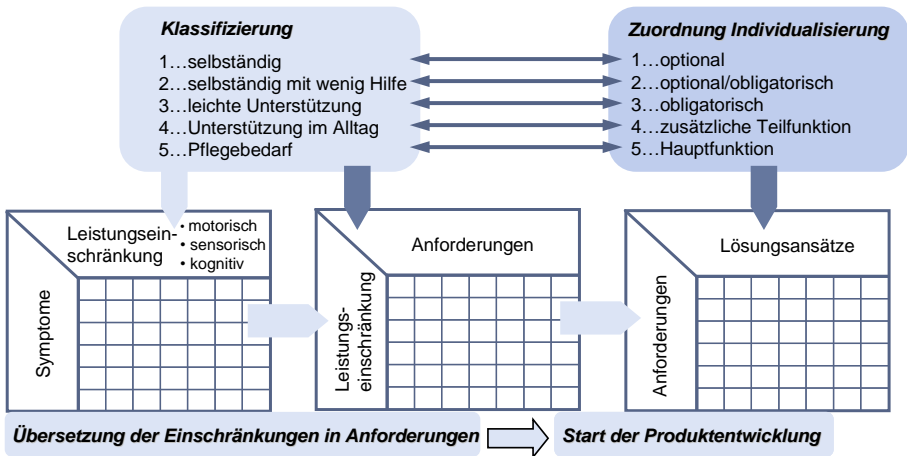 Klassifizierung
1…selbständig
2…selbständig mit wenig Hilfe
3…leichte Unterstützung
4…Unterstützung im Alltag
5…Pflegebedarf
Zuordnung Individualisierung
1…optional
2…optional/obligatorisch
3…obligatorisch
4…zusätzliche Teilfunktion
5…Hauptfunktion
Leistungsein-
schränkung
• motorisch
• sensorisch
• kognitiv
Symptome
Anforderungen
Leistungs-
einschränkung
Lösungsansätze
Anforderungen
Übersetzung der Einschränkungen in Anforderungen
Start der Produktentwicklung